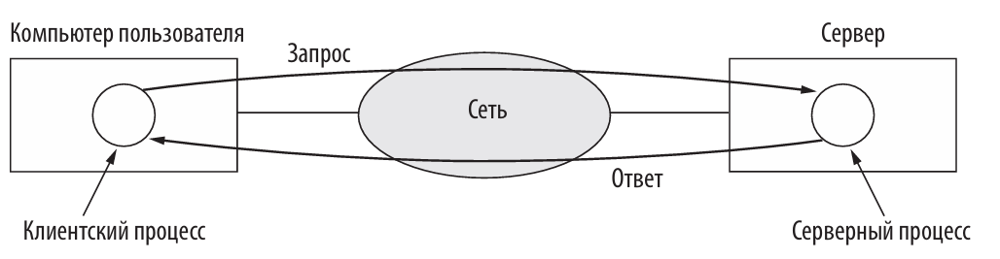 Компьютер пользователя
Запрос
Сервер
Сеть
Ответ
Клиентский процесс
Серверный процесс